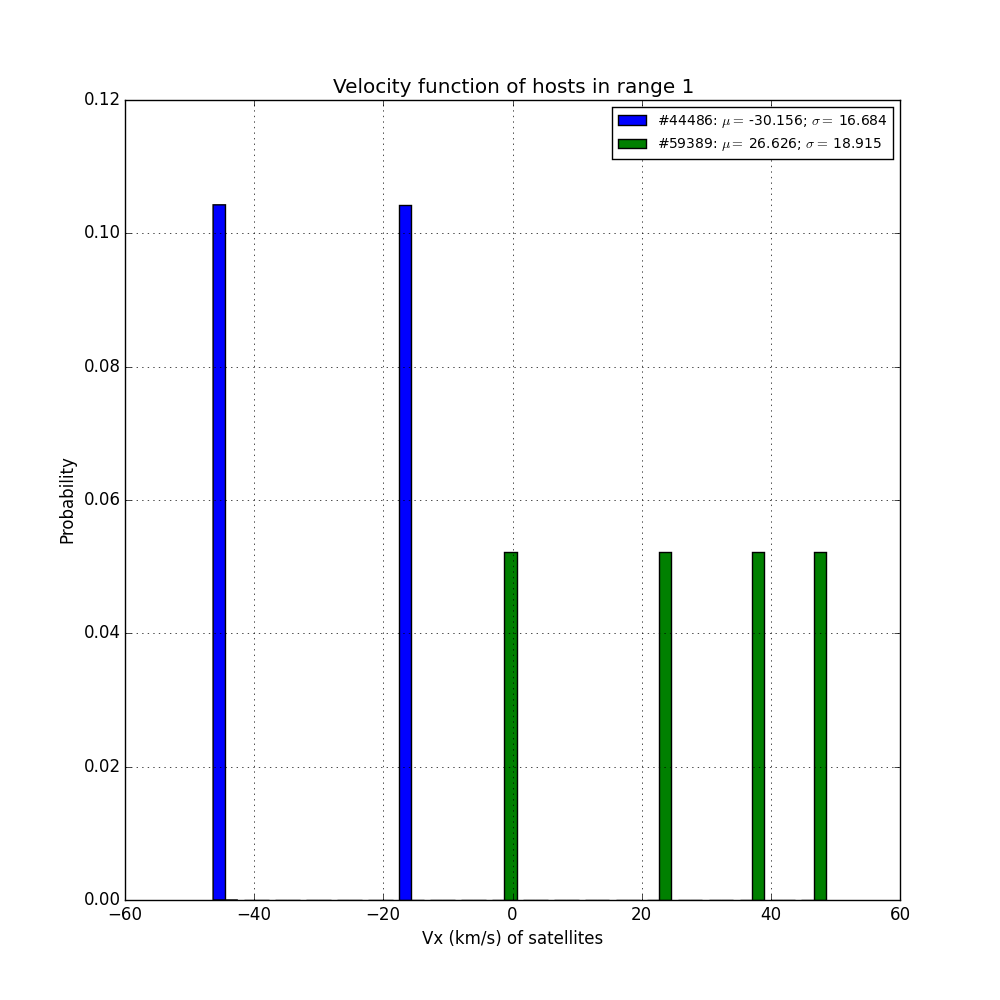 Velocity function of hosts in range 1
#44486: μ = -30.156; σ = 16.684
#59389: μ = 26.626; σ = 18.915
0.12
0.10
0.08
0.06
0.04
0.02
0.00
Probability
−60 −40 −20 0 20 40 60
Vx (km/s) of satellites